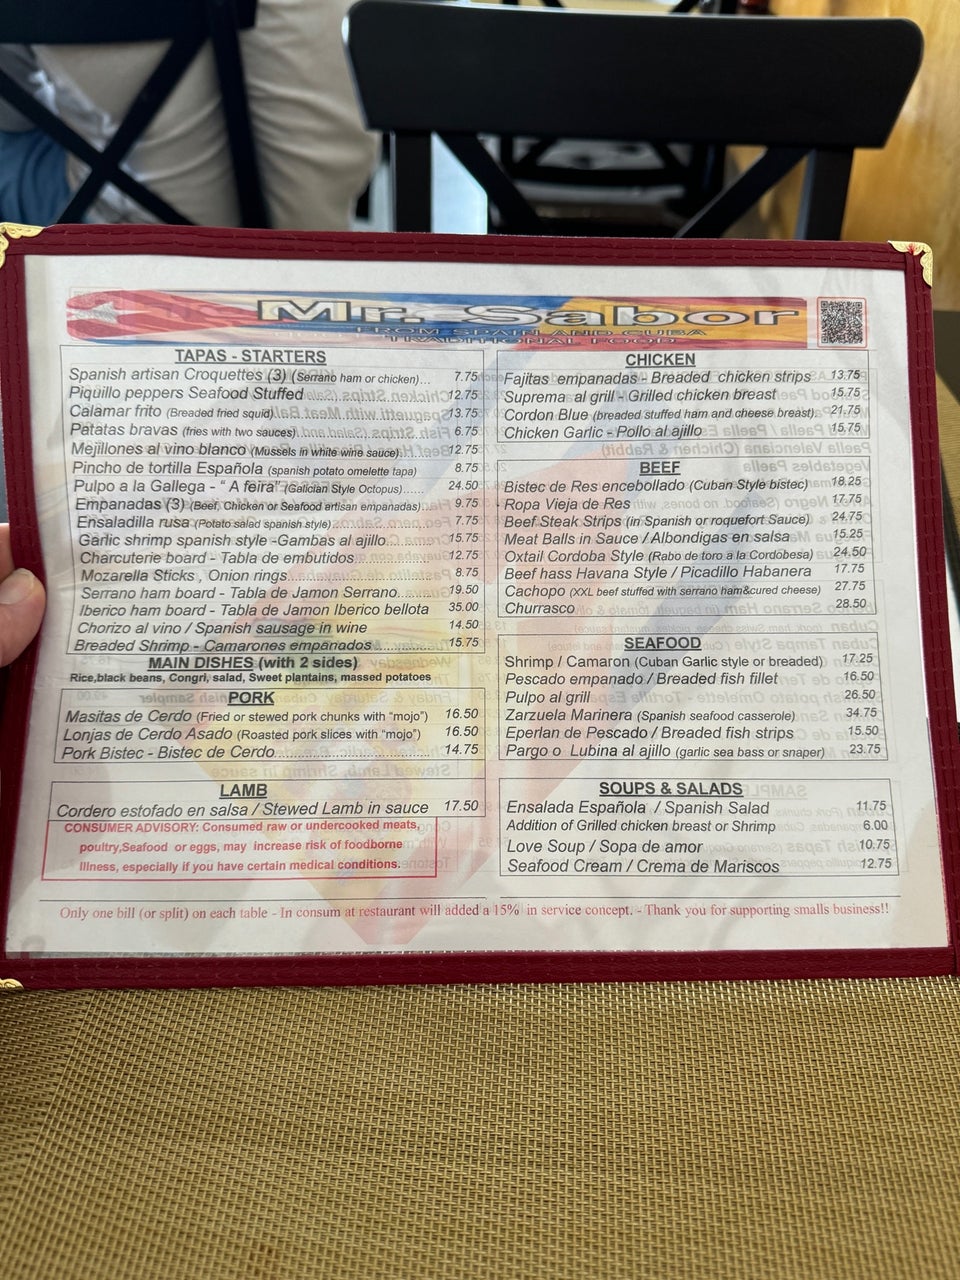 Mr. Sabor
FROM SPAIN AND CUBA
TRADITIONAL FOOD
TAPAS - STARTERS
Spanish artisan Croquettes (3) (Serrano ham or chicken)... 7.75
Piquillo peppers Seafood Stuffed 12.75
Calamar frito (Breaded fried squid) 13.75
Patatas bravas (fries with two sauces) 6.75
Mejillones al vino blanco (Mussels in white wine sauce) 12.75
Pincho de tortilla Española (spanish potato omelette tapa) 8.75
Pulpo a la Gallega - “ A feira” (Galician Style Octopus) 24.50
Empanadas (3) (Beef, Chicken or Seafood artisan empanadas) 9.75
Ensaladilla rusa (Potato salad spanish style) 7.75
Garlic shrimp spanish style -Gambas al ajillo 15.75
Charcuterie board - Tabla de embutidos 12.75
Mozarella Sticks , Onion rings 8.75
Serrano ham board - Tabla de Jamon Serrano 19.50
Iberico ham board - Tabla de Jamon Iberico bellota 35.00
Chorizo al vino / Spanish sausage in wine 14.50
Breaded Shrimp - Camarones empanados 15.75
MAIN DISHES (with 2 sides)
Rice,black beans, Congri, salad, Sweet plantains, massed potatoes
PORK
Masitas de Cerdo (Fried or stewed pork chunks with “mojo”) 16.50
Lonjas de Cerdo Asado (Roasted pork slices with “mojo”) 16.50
Pork Bistec - Bistec de Cerdo 14.75
LAMB
Cordero estofado en salsa / Stewed Lamb in sauce 17.50
CONSUMER ADVISORY: Consumed raw or undercooked meats,
poultry,Seafood or eggs, may increase risk of foodborne
Illness, especially if you have certain medical conditions.
CHICKEN
Fajitas empanadas - Breaded chicken strips 13.75
Suprema al grill - Grilled chicken breast 15.75
Cordon Blue (breaded stuffed ham and cheese breast) 21.75
Chicken Garlic - Pollo al ajillo 15.75
BEEF
Bistec de Res encebollado (Cuban Style bistec) 18.25
Ropa Vieja de Res 17.75
Beef Steak Strips (in Spanish or roquefort Sauce) 24.75
Meat Balls in Sauce / Albondigas en salsa 15.25
Oxtail Cordoba Style (Rabo de toro a la Cordobesa) 24.50
Beef hass Havana Style / Picadillo Habanera 17.75
Cachopo (XXL beef stuffed with serrano ham&cured cheese) 27.75
Churrasco 28.50
SEAFOOD
Shrimp / Camaron (Cuban Garlic style or breaded) 17.25
Pescado empanado / Breaded fish fillet 16.50
Pulpo al grill 26.50
Zarzuela Marinera (Spanish seafood casserole) 34.75
Eperlan de Pescado / Breaded fish strips 15.50
Pargo o Lubina al ajillo (garlic sea bass or snaper) 23.75
SOUPS & SALADS
Ensalada Española / Spanish Salad 11.75
Addition of Grilled chicken breast or Shrimp 6.00
Love Soup / Sopa de amor 10.75
Seafood Cream / Crema de Mariscos 12.75
Only one bill (or split) on each table - In consum at restaurant will added a 15% in service concept. - Thank you for supporting smalls business!!